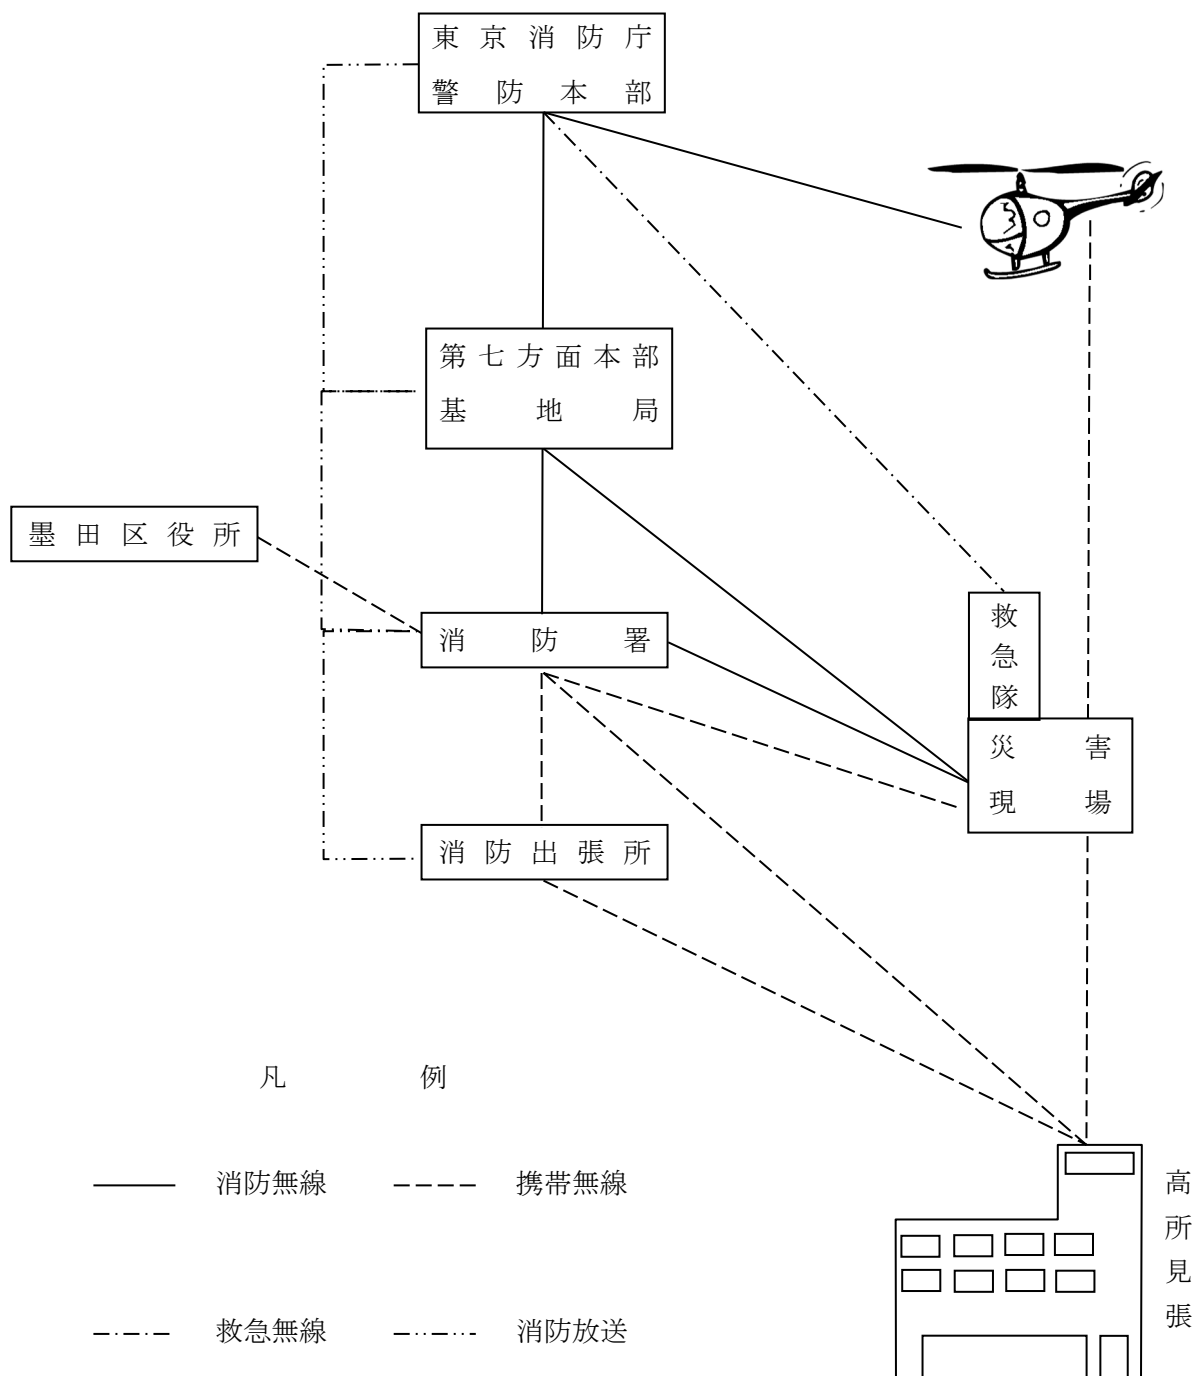 東京消防庁
警防本部
第七方面本部
基地局
墨田区役所
消防署
救急隊
災害
現場
消防出張所
凡例
消防無線
携帯無線
高所見張
救急無線
消防放送